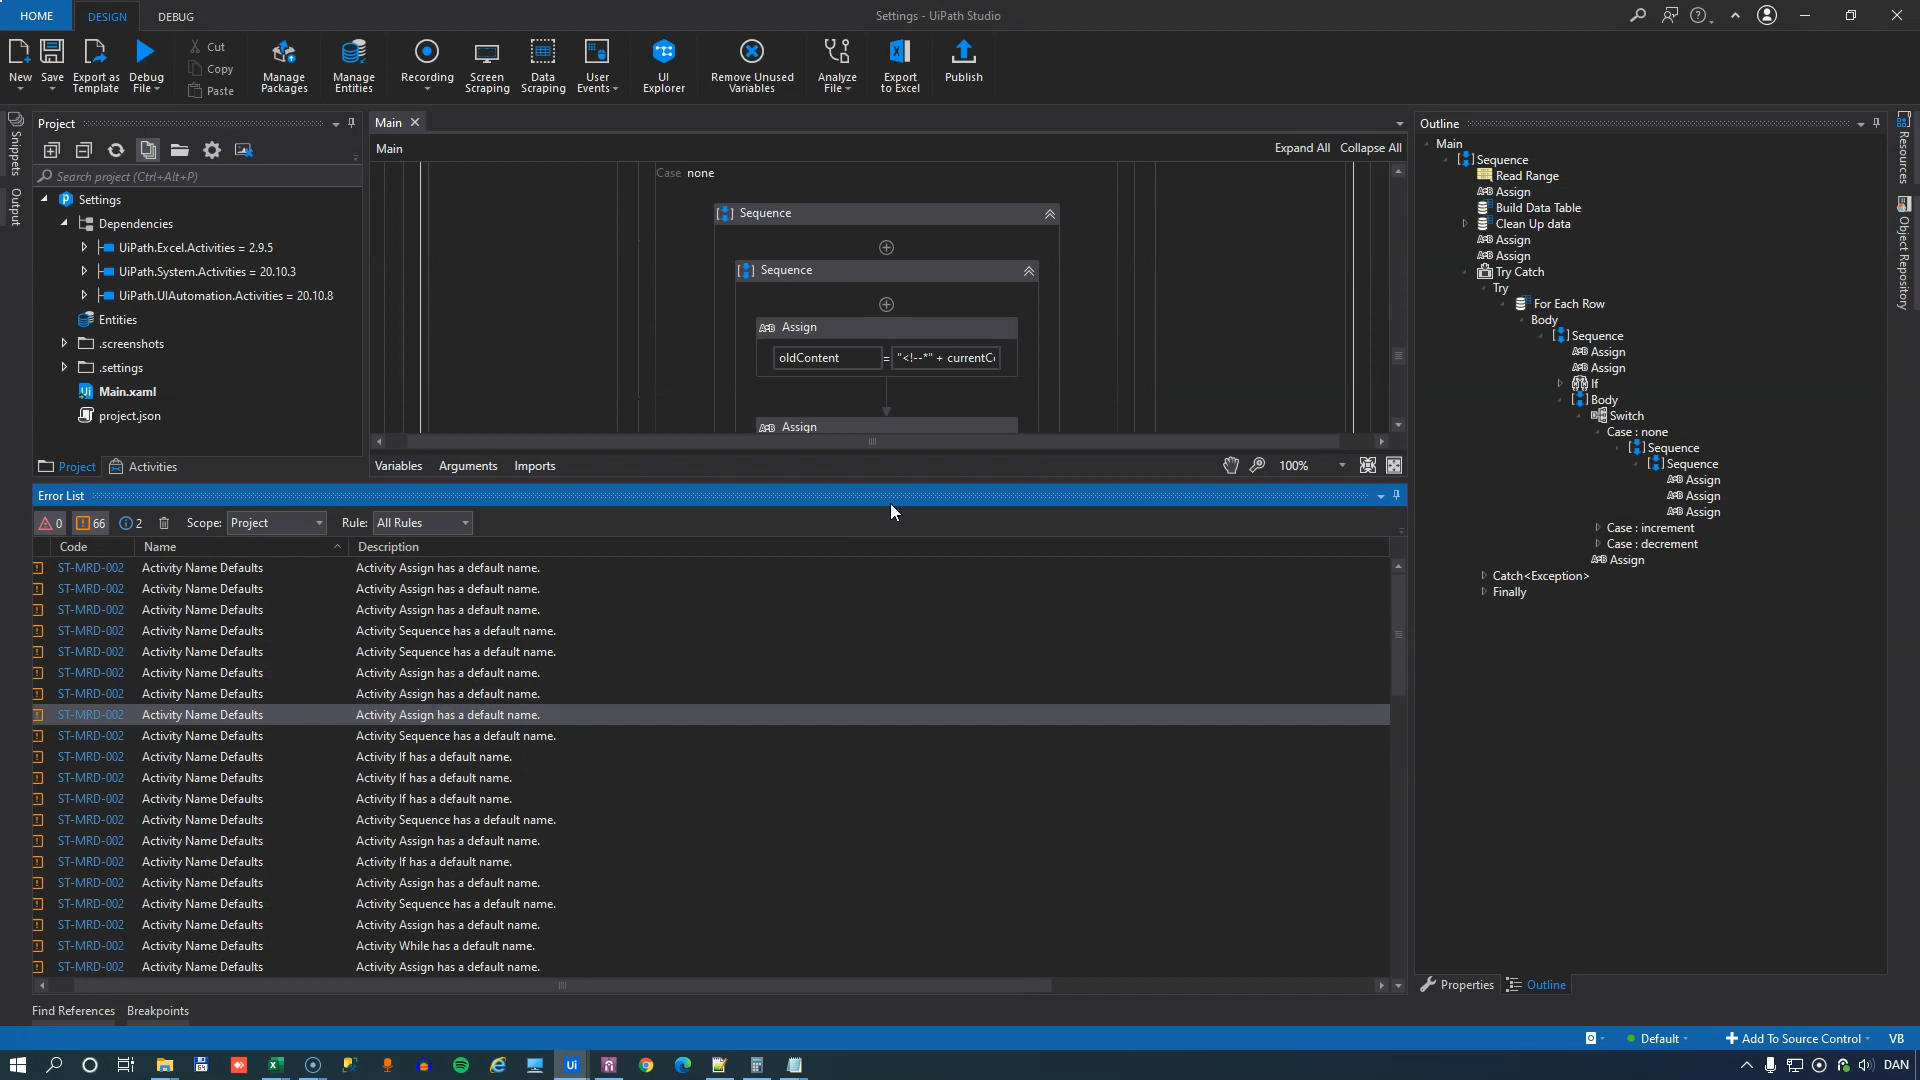 HOME DESIGN DEBUG
Settings - UiPath Studio
New
Save
Export as Template
Debug File
Cut
Copy
Paste
Manage Packages
Manage Entities
Recording
Screen Scraping
Data Scraping
User Events
UI Explorer
Remove Unused Variables
Analyze File
Export to Excel
Publish
Snippets
Output
Project
Search project (Ctrl+Alt+P)
Settings
Dependencies
UiPath.Excel.Activities = 2.9.5
UiPath.System.Activities = 20.10.3
UiPath.UIAutomation.Activities = 20.10.8
Entities
.screenshots
.settings
Main.xaml
project.json
Project Activities
Main
Main Expand All Collapse All
Case none
Sequence
Sequence
Assign
oldContent = "<!--*" + currentC
Assign
Variables Arguments Imports 100%
Error List
0 66 2 Scope: Project Rule: All Rules
Code Name Description
ST-MRD-002 Activity Name Defaults Activity Assign has a default name.
ST-MRD-002 Activity Name Defaults Activity Assign has a default name.
ST-MRD-002 Activity Name Defaults Activity Assign has a default name.
ST-MRD-002 Activity Name Defaults Activity Sequence has a default name.
ST-MRD-002 Activity Name Defaults Activity Sequence has a default name.
ST-MRD-002 Activity Name Defaults Activity Assign has a default name.
ST-MRD-002 Activity Name Defaults Activity Assign has a default name.
ST-MRD-002 Activity Name Defaults Activity Assign has a default name.
ST-MRD-002 Activity Name Defaults Activity Sequence has a default name.
ST-MRD-002 Activity Name Defaults Activity If has a default name.
ST-MRD-002 Activity Name Defaults Activity If has a default name.
ST-MRD-002 Activity Name Defaults Activity If has a default name.
ST-MRD-002 Activity Name Defaults Activity Sequence has a default name.
ST-MRD-002 Activity Name Defaults Activity Assign has a default name.
ST-MRD-002 Activity Name Defaults Activity If has a default name.
ST-MRD-002 Activity Name Defaults Activity Assign has a default name.
ST-MRD-002 Activity Name Defaults Activity Sequence has a default name.
ST-MRD-002 Activity Name Defaults Activity Assign has a default name.
ST-MRD-002 Activity Name Defaults Activity While has a default name.
ST-MRD-002 Activity Name Defaults Activity Assign has a default name.
Find References Breakpoints
Outline
Main
Sequence
Read Range
Assign
Build Data Table
Clean Up data
Assign
Assign
Try Catch
Try
For Each Row
Body
Sequence
Assign
Assign
If
Body
Switch
Case : none
Sequence
Sequence
Assign
Assign
Assign
Case : increment
Case : decrement
Assign
Catch<Exception>
Finally
Properties Outline
Resources
Object Repository
Default Add To Source Control VB
DAN